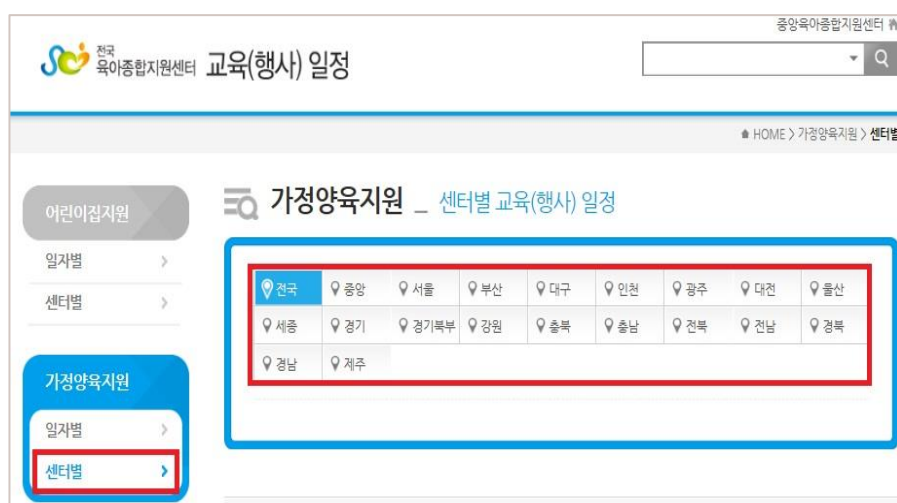 중앙육아종합지원센터
전국
육아종합지원센터 교육(행사) 일정
HOME > 가정양육지원 > 센터별
가정양육지원 _ 센터별 교육(행사) 일정
어린이집지원
일자별
센터별
가정양육지원
일자별
센터별
전국 중앙 서울 부산 대구 인천 광주 대전 울산
세종 경기 경기북부 강원 충북 충남 전북 전남 경북
경남 제주